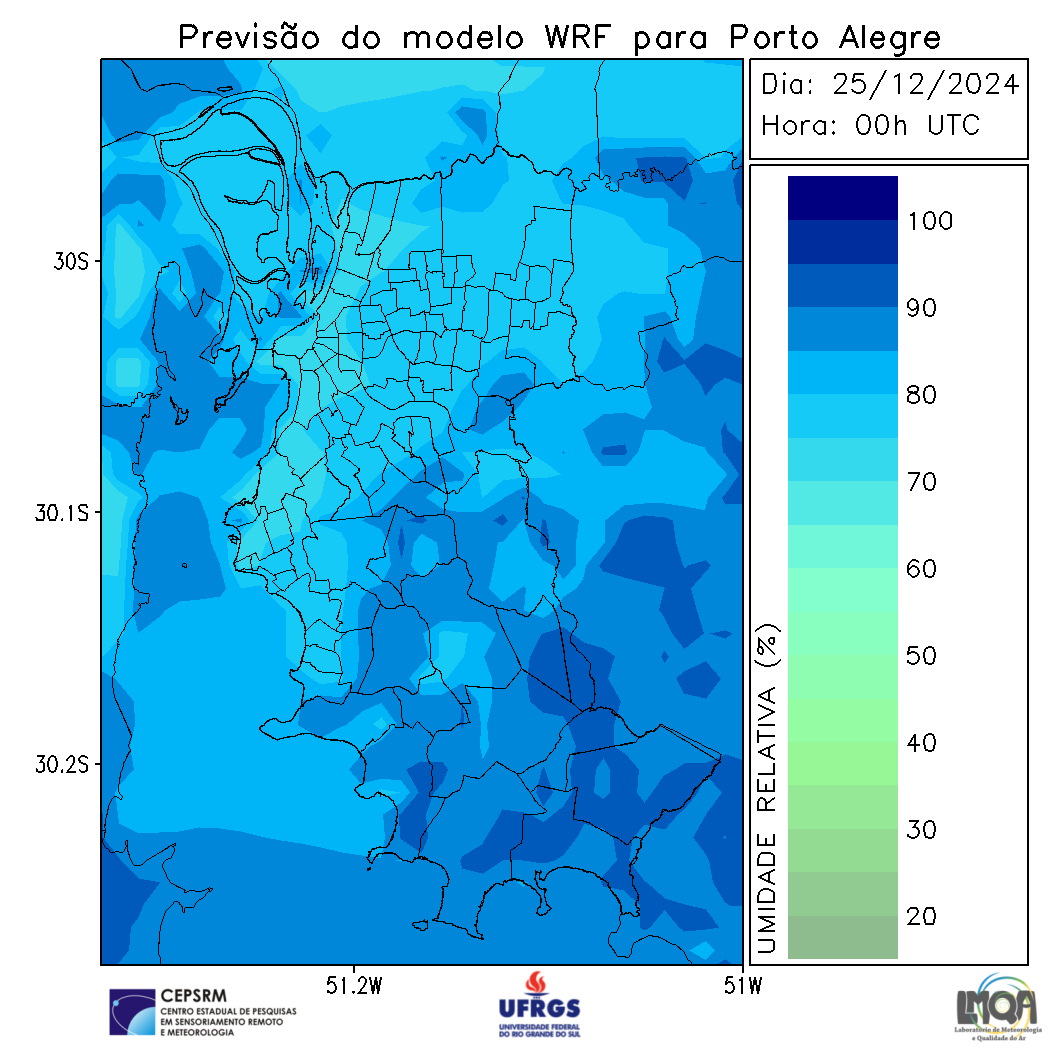 Previsão do modelo WRF para Porto Alegre
Dia: 25/12/2024
Hora: 00h UTC
30S
30.1S
30.2S
51.2W
51W
UMIDADE RELATIVA (%)
100
90
80
70
60
50
40
30
20
CEPSRM
CENTRO ESTADUAL DE PESQUISAS
EM SENSORIAMENTO REMOTO
E METEOROLOGIA
UFRGS
UNIVERSIDADE FEDERAL
DO RIO GRANDE DO SUL
LMQA
Laboratório de Meteorologia
e Qualidade do Ar